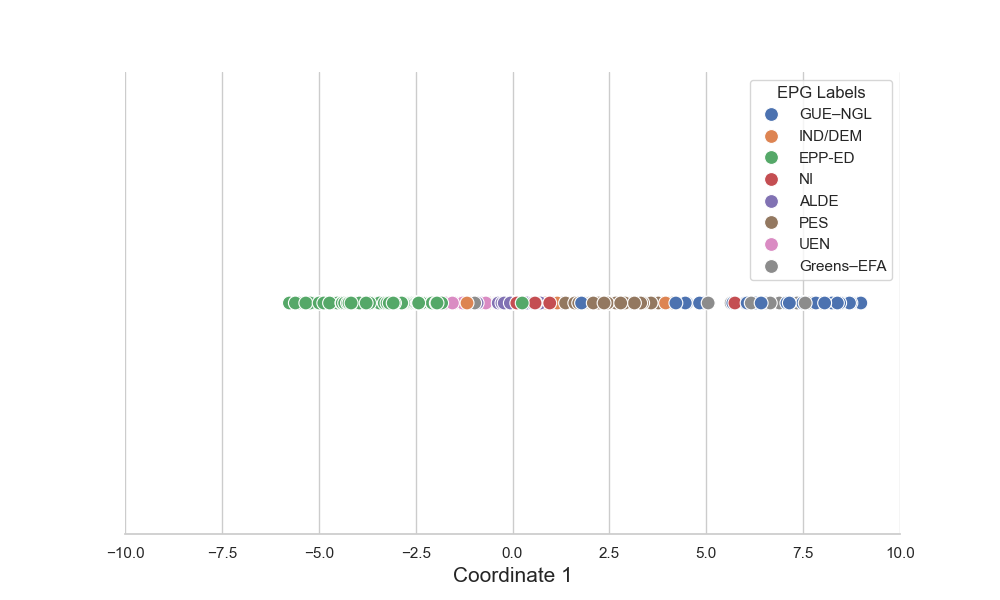 EPG Labels
GUE–NGL
IND/DEM
EPP-ED
NI
ALDE
PES
UEN
Greens–EFA
−10.0 −7.5 −5.0 −2.5 0.0 2.5 5.0 7.5 10.0
Coordinate 1